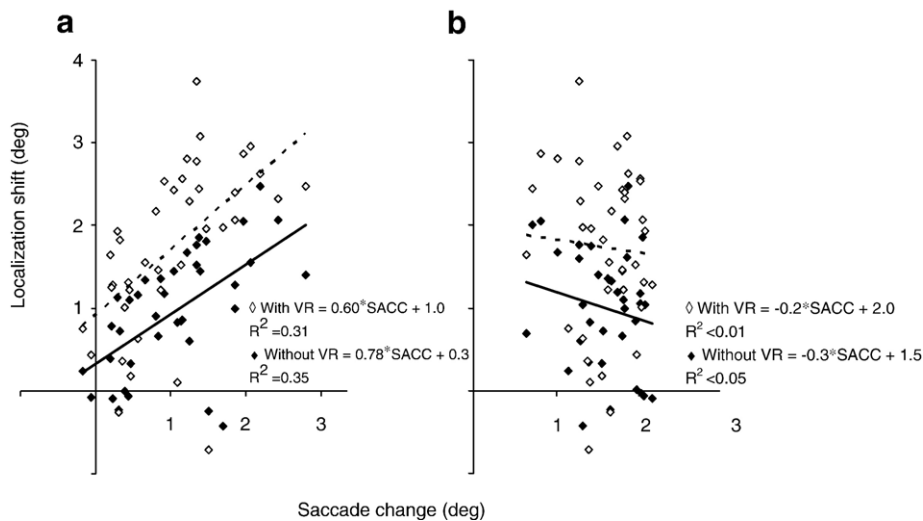 a
b
4
3
2
1
Localization shift (deg)
◇ With VR = 0.60*SACC + 1.0
R² =0.31
◆ Without VR = 0.78*SACC + 0.3
R² =0.35
1 2 3
◇ With VR = -0.2*SACC + 2.0
R² <0.01
◆ Without VR = -0.3*SACC + 1.5
R² <0.05
1 2 3
Saccade change (deg)